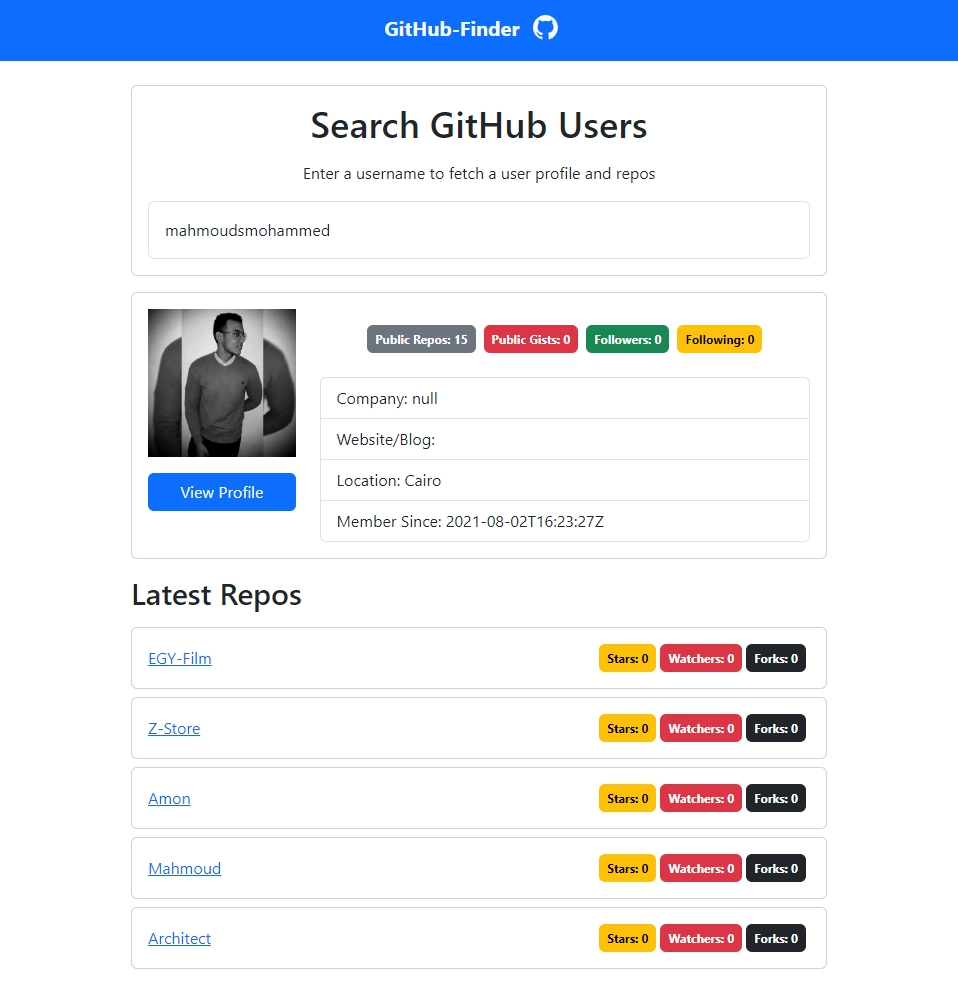 GitHub-Finder
Search GitHub Users
Enter a username to fetch a user profile and repos
mahmoudsmohammed
Public Repos: 15 Public Gists: 0 Followers: 0 Following: 0
Company: null
Website/Blog:
Location: Cairo
Member Since: 2021-08-02T16:23:27Z
View Profile
Latest Repos
EGY-Film Stars: 0 Watchers: 0 Forks: 0
Z-Store Stars: 0 Watchers: 0 Forks: 0
Amon Stars: 0 Watchers: 0 Forks: 0
Mahmoud Stars: 0 Watchers: 0 Forks: 0
Architect Stars: 0 Watchers: 0 Forks: 0